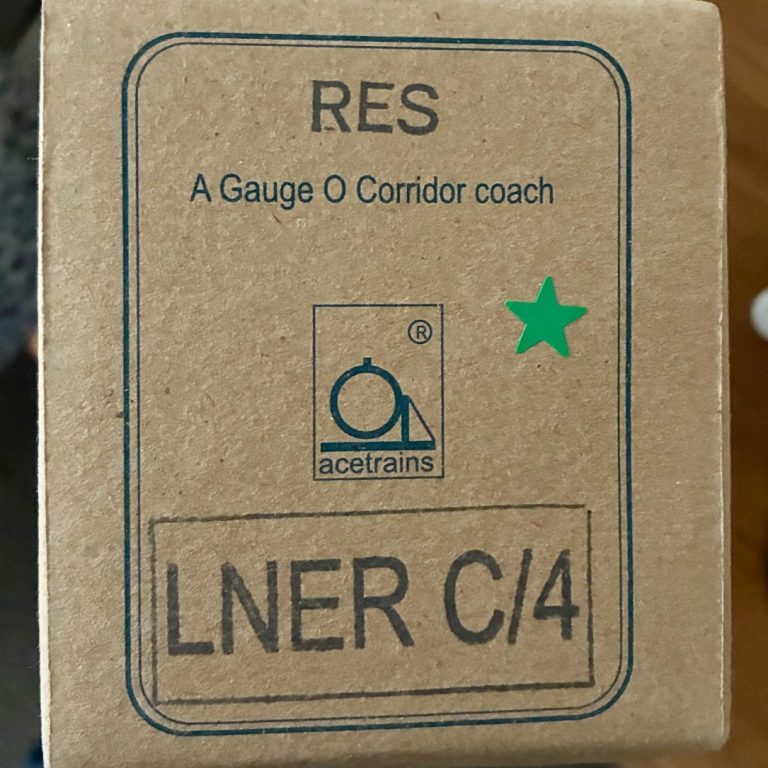 RES
A Gauge O Corridor coach
®
acetrains
LNER C/4